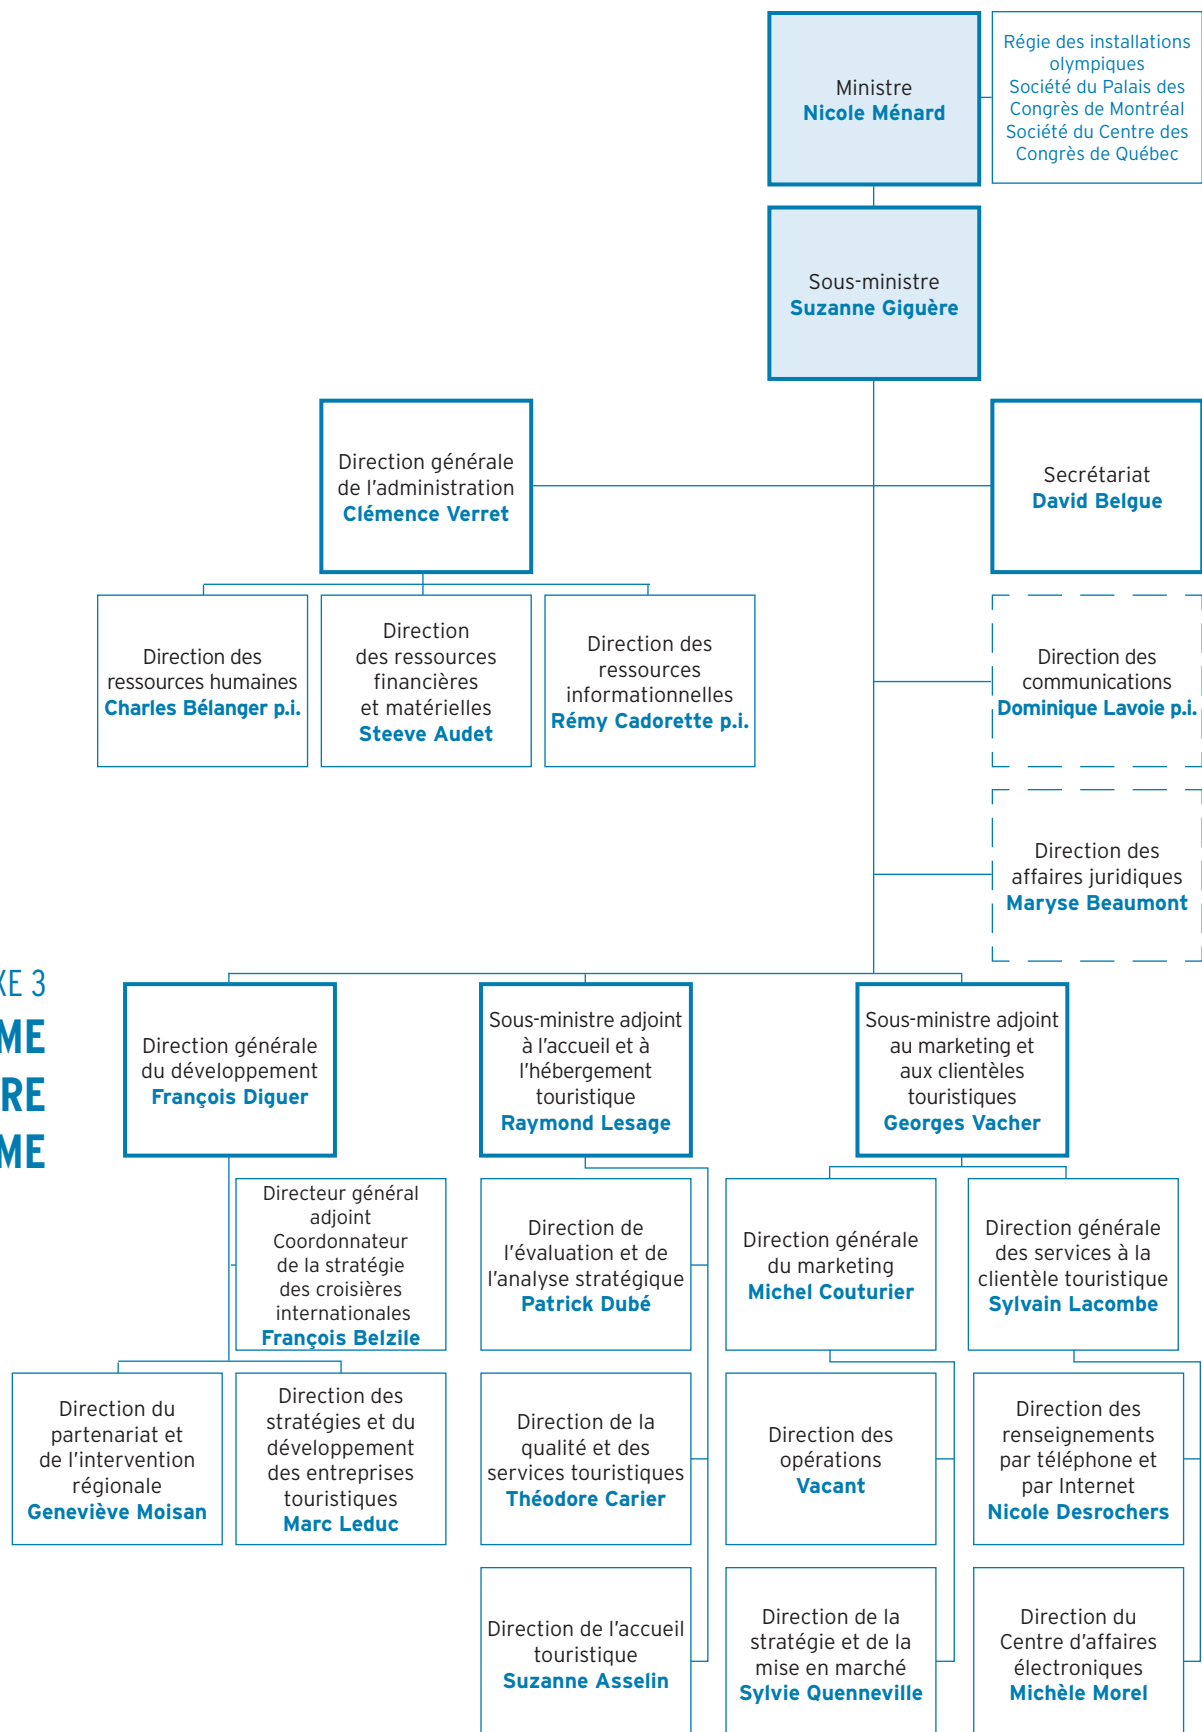 Ministre
Nicole Ménard
Régie des installations
olympiques
Société du Palais des
Congrès de Montréal
Société du Centre des
Congrès de Québec
Sous-ministre
Suzanne Giguère
Direction générale
de l'administration
Clémence Verret
Secrétariat
David Belgue
Direction des
ressources humaines
Charles Bélanger p.i.
Direction
des ressources
financières
et matérielles
Steeve Audet
Direction des
ressources
informationnelles
Rémy Cadorette p.i.
Direction des
communications
Dominique Lavoie p.i.
Direction des
affaires juridiques
Maryse Beaumont
XE 3
ME
RE
ME
Direction générale
du développement
François Diguer
Sous-ministre adjoint
à l'accueil et à
l'hébergement
touristique
Raymond Lesage
Sous-ministre adjoint
au marketing et
aux clientèles
touristiques
Georges Vacher
Directeur général
adjoint
Coordonnateur
de la stratégie
des croisières
internationales
François Belzile
Direction de
l'évaluation et de
l'analyse stratégique
Patrick Dubé
Direction générale
du marketing
Michel Couturier
Direction générale
des services à la
clientèle touristique
Sylvain Lacombe
Direction du
partenariat et
de l'intervention
régionale
Geneviève Moisan
Direction des
stratégies et du
développement
des entreprises
touristiques
Marc Leduc
Direction de la
qualité et des
services touristiques
Théodore Carier
Direction des
opérations
Vacant
Direction des
renseignements
par téléphone et
par Internet
Nicole Desrochers
Direction de l'accueil
touristique
Suzanne Asselin
Direction de la
stratégie et de la
mise en marché
Sylvie Quenneville
Direction du
Centre d'affaires
électroniques
Michèle Morel